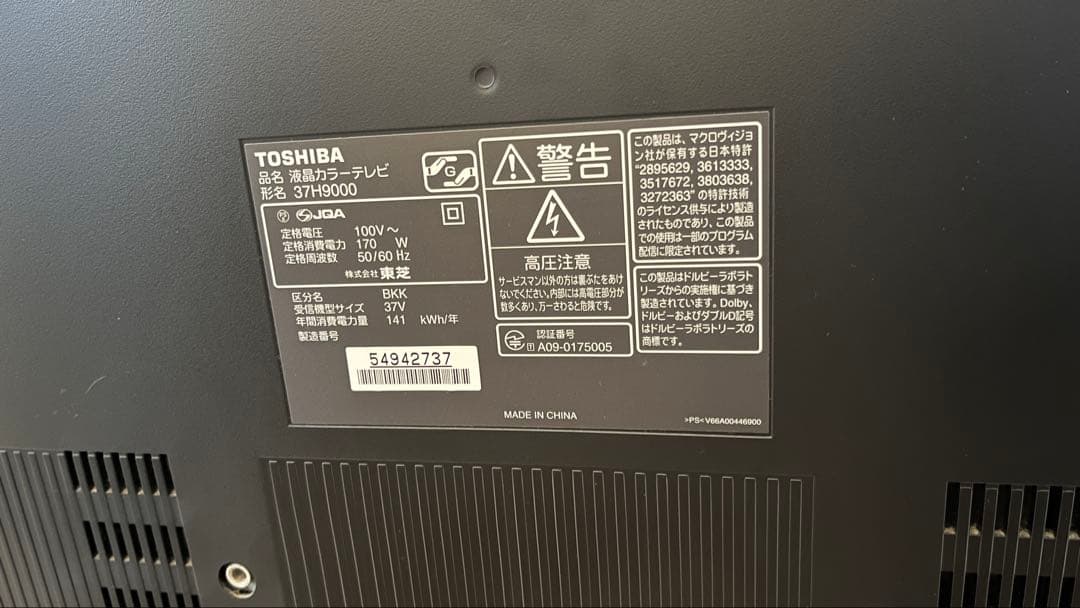 TOSHIBA
品名 液晶カラーテレビ
形名 37H9000
G
JQA
定格電圧 100V～
定格消費電力 170 W
定格周波数 50/60 Hz
株式会社 東芝
区分名 BKK
受信機型サイズ 37V
年間消費電力量 141 kWh/年
製造番号
54942737
警告
高圧注意
サービスマン以外の方は裏ぶたをあけ
ないでください。内部には高電圧部分が
数多くあり、万一さわると危険です。
認証番号
T A09-0175005
この製品は、マクロヴィジョ
ン社が保有する日本特許
"2895629, 3613333,
3517672, 3803638,
3272363"の特許技術
のライセンス供与により製造
されたものであり、この製品
での使用は一部のプログラム
配信に限定されています。
この製品はドルビーラボラト
リーズからの実施権に基づき
製造されています。Dolby、
ドルビーおよびダブルD記号
はドルビーラボラトリーズの
商標です。
MADE IN CHINA
>PS< V66A00446900